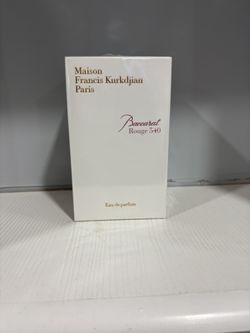 Maison
Francis Kurkdjian
Paris
Baccarat
Rouge 540
Eau de parfum